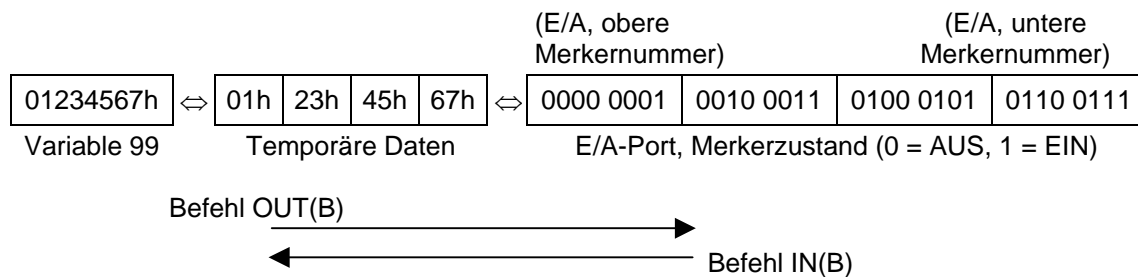 (E/A, obere
Merkernummer)
(E/A, untere
Merkernummer)
01234567h ⇔ 01h 23h 45h 67h ⇔ 0000 0001 0010 0011 0100 0101 0110 0111
Variable 99 Temporäre Daten E/A-Port, Merkerzustand (0 = AUS, 1 = EIN)
Befehl OUT(B)
Befehl IN(B)